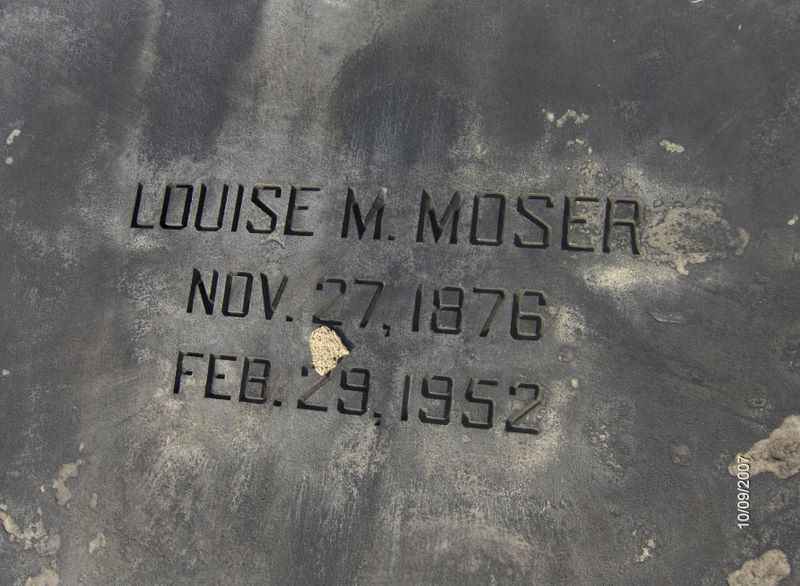 LOUISE M. MOSER
NOV. 27, 1876
FEB. 29, 1952
10/09/2007